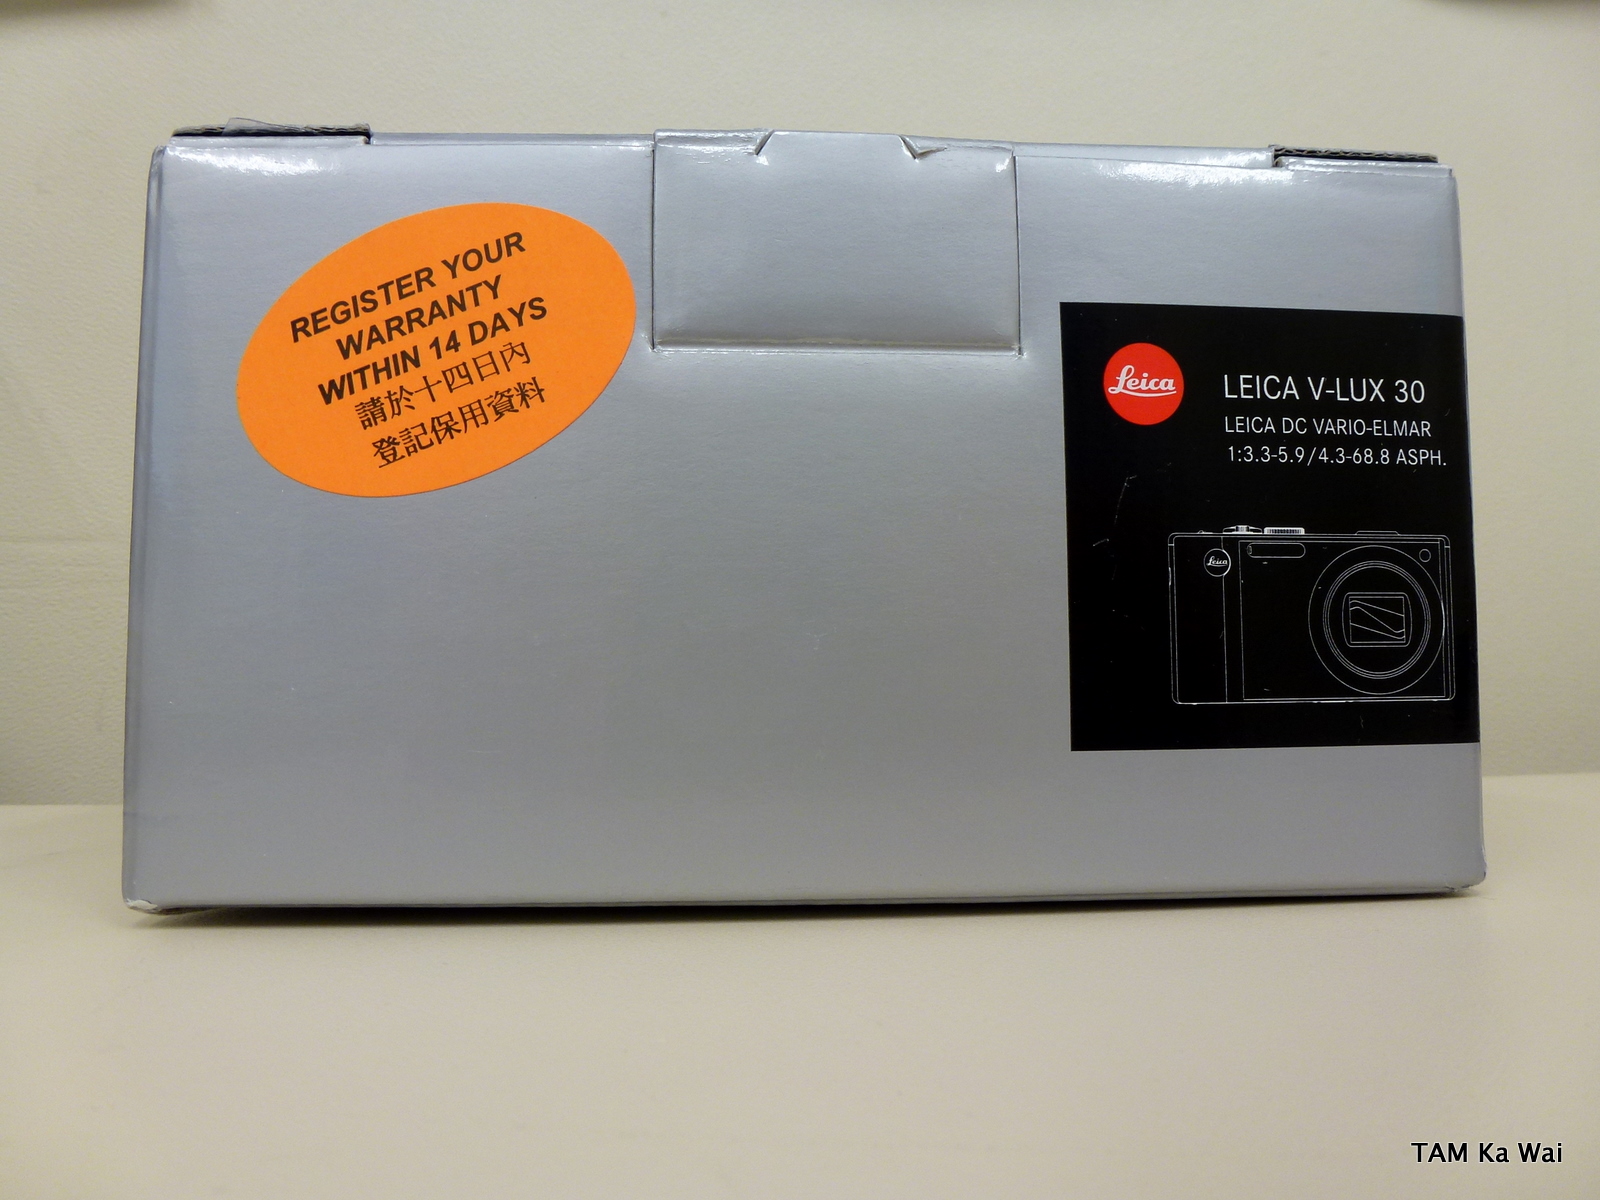 REGISTER YOUR
WARRANTY
WITHIN 14 DAYS
請於十四日內
登記保用資料
Leica
LEICA V-LUX 30
LEICA DC VARIO-ELMAR
1:3.3-5.9/4.3-68.8 ASPH.
Leica
TAM Ka Wai